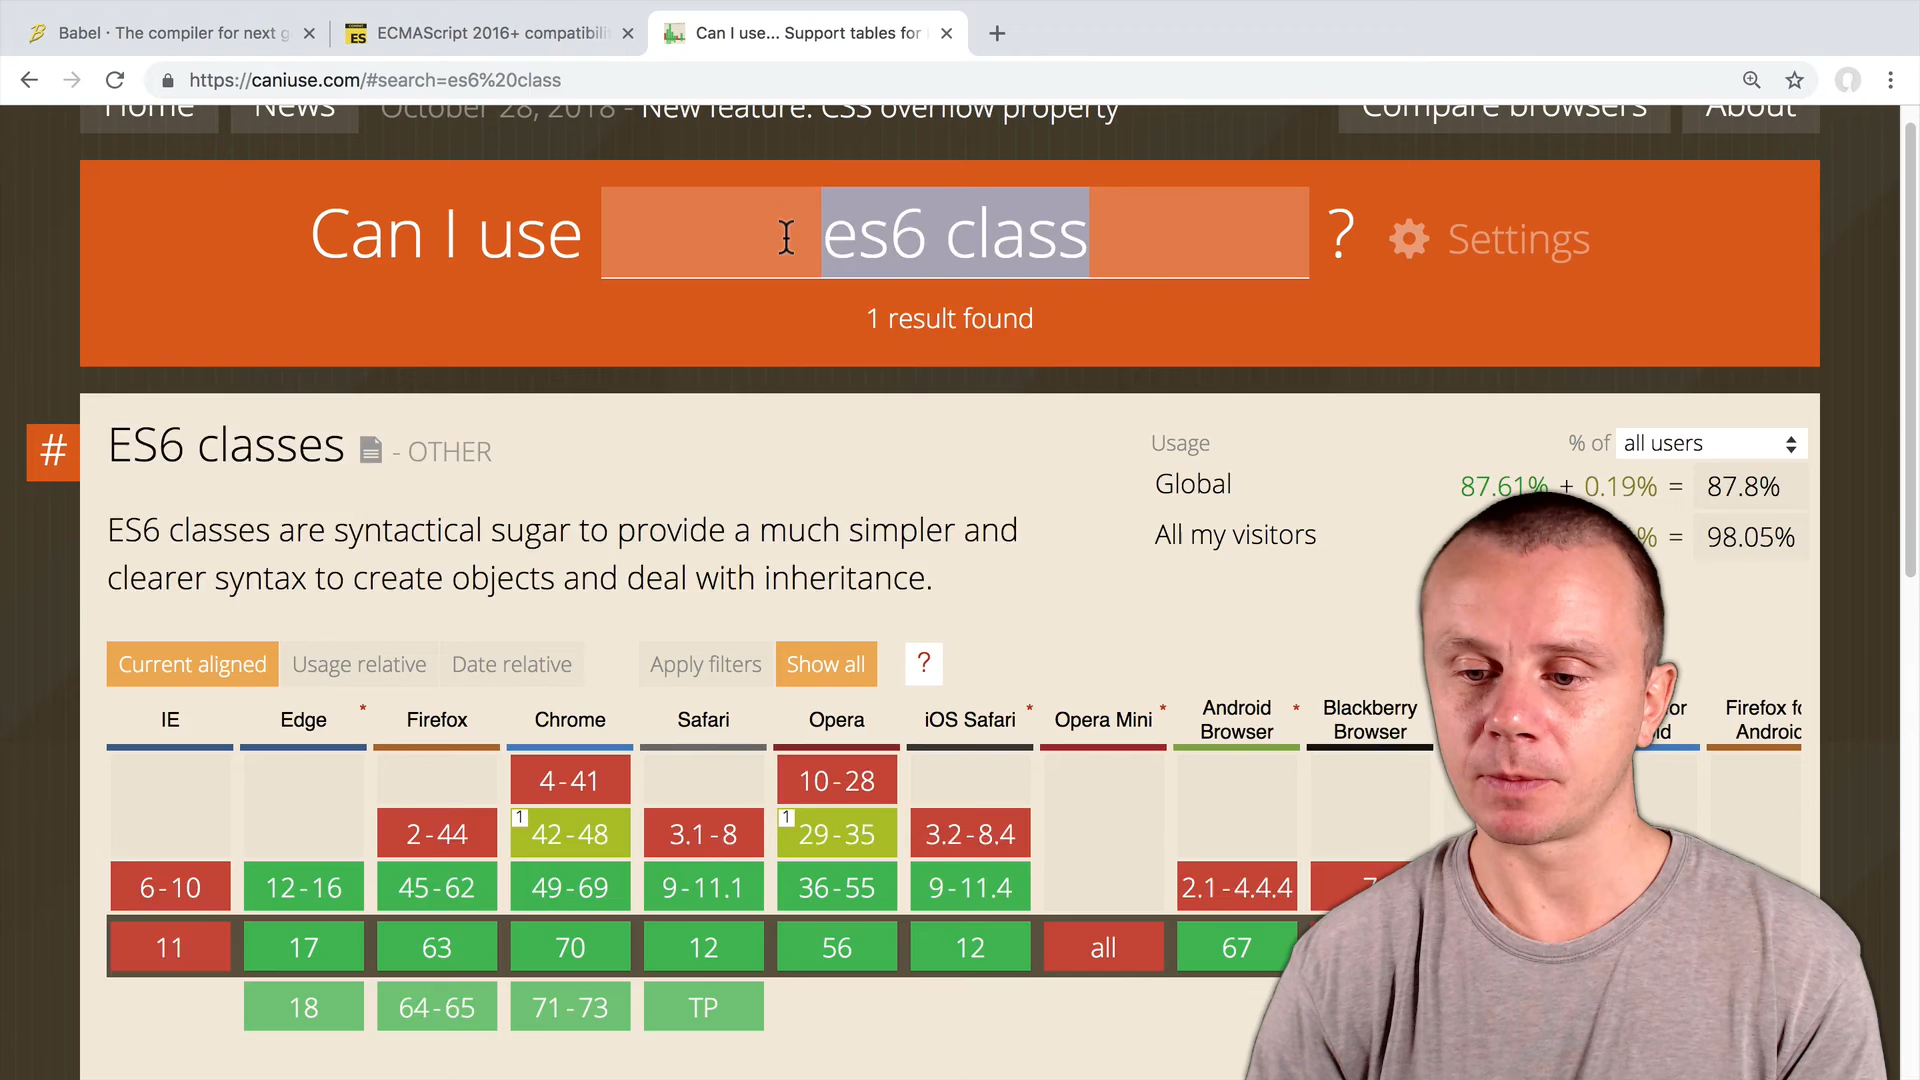 Babel · The compiler for next g
ECMAScript 2016+ compatibili
Can I use... Support tables for
https://caniuse.com/#search=es6%20class
Home News October 28, 2018 - New feature: CSS overflow property Compare browsers About
Can I use es6 class ? Settings
1 result found
# ES6 classes - OTHER
Usage % of all users
Global 87.61% + 0.19% = 87.8%
All my visitors % = 98.05%
ES6 classes are syntactical sugar to provide a much simpler and
clearer syntax to create objects and deal with inheritance.
Current aligned Usage relative Date relative Apply filters Show all ?
IE Edge * Firefox Chrome Safari Opera iOS Safari * Opera Mini * Android Browser * Blackberry Browser Firefox fo Android
4-41 10-28
2-44 1 42-48 3.1-8 1 29-35 3.2-8.4
6-10 12-16 45-62 49-69 9-11.1 36-55 9-11.4 2.1-4.4.4 7
11 17 63 70 12 56 12 all 67
18 64-65 71-73 TP